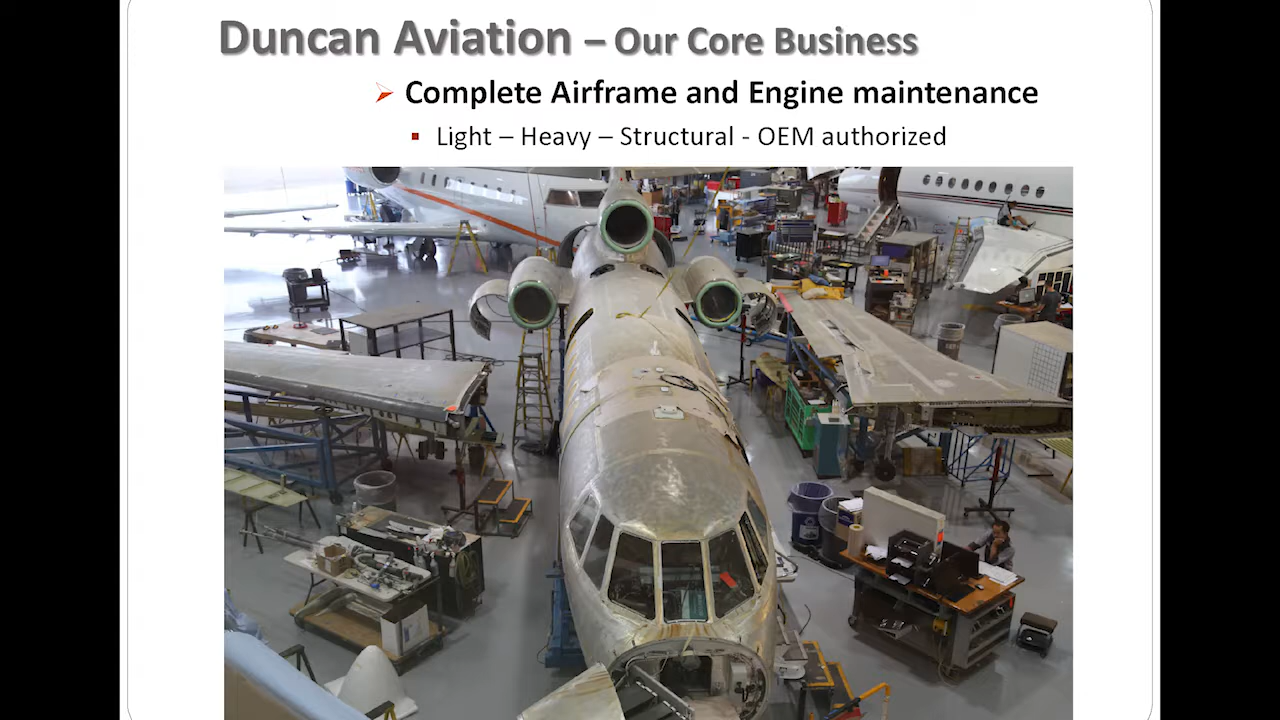 Duncan Aviation – Our Core Business
Complete Airframe and Engine maintenance
Light – Heavy – Structural - OEM authorized